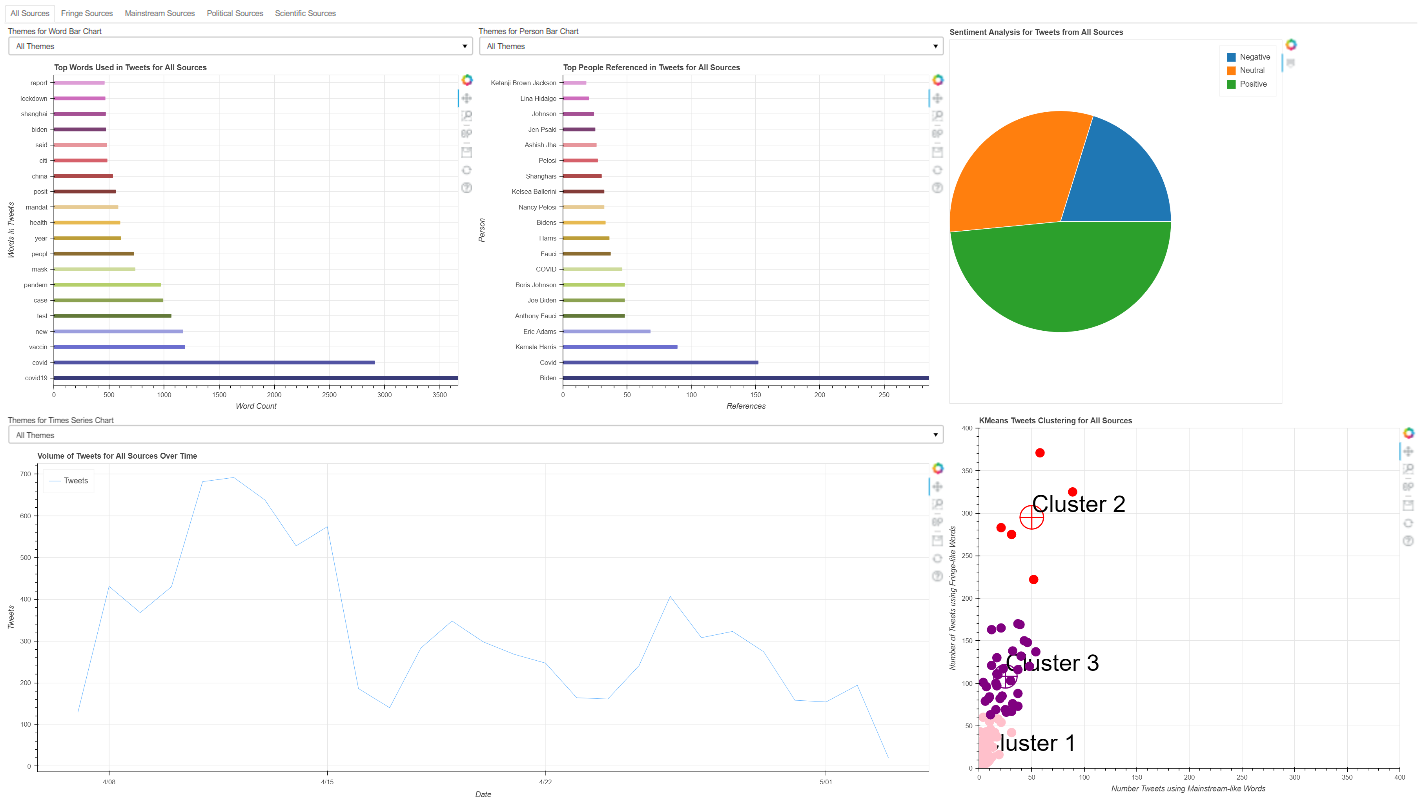 All Sources Fringe Sources Mainstream Sources Political Sources Scientific Sources
Themes for Word Bar Chart
All Themes
Top Words Used in Tweets for All Sources
report
lockdown
shanghai
biden
said
citi
china
posit
mandat
health
year
peopl
mask
pandem
case
test
new
vaccin
covid
covid19
Words in Tweets
0 500 1000 1500 2000 2500 3000 3500
Word Count
Themes for Person Bar Chart
All Themes
Top People Referenced in Tweets for All Sources
Ketanji Brown Jackson
Lina Hidalgo
Johnson
Jen Psaki
Ashish Jha
Pelosi
Shanghais
Kelsea Ballerini
Nancy Pelosi
Bidens
Harris
Fauci
COVID
Boris Johnson
Joe Biden
Anthony Fauci
Eric Adams
Kamala Harris
Covid
Biden
Person
0 50 100 150 200 250
References
Sentiment Analysis for Tweets from All Sources
Negative
Neutral
Positive
Themes for Times Series Chart
All Themes
Volume of Tweets for All Sources Over Time
Tweets
700
600
500
400
300
200
100
0
Tweets
4/08 4/15 4/22 5/01
Date
KMeans Tweets Clustering for All Sources
400
350
300
250
200
150
100
50
0
Number of Tweets using Fringe-like Words
Cluster 2
Cluster 3
Cluster 1
0 50 100 150 200 250 300 350 400
Number Tweets using Mainstream-like Words